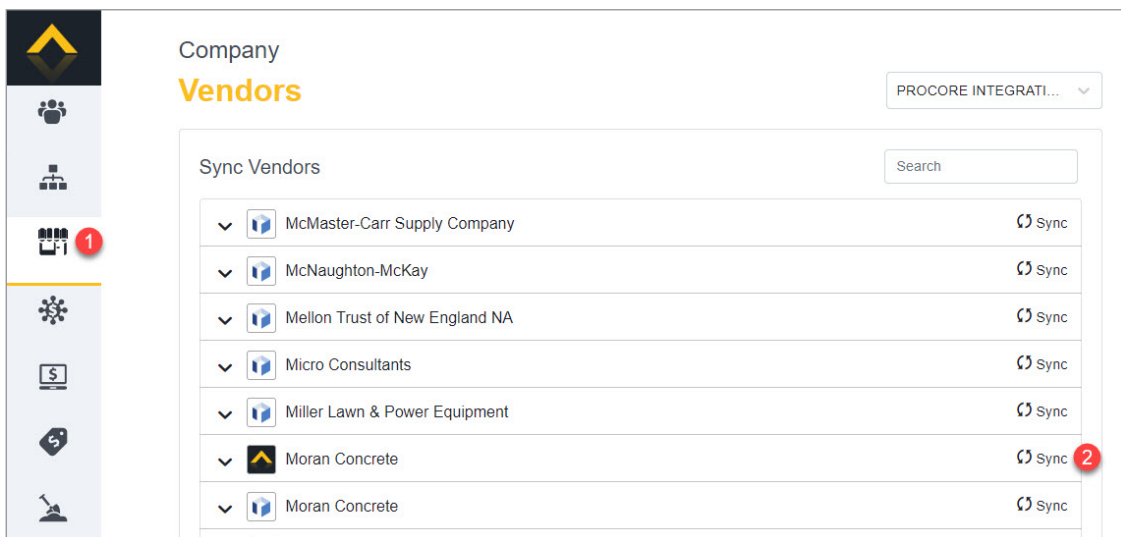 Company
Vendors
PROCORE INTEGRATI...
Sync Vendors
Search
McMaster-Carr Supply Company Sync
1
McNaughton-McKay Sync
Mellon Trust of New England NA Sync
$
Micro Consultants Sync
$
Miller Lawn & Power Equipment Sync
$
Moran Concrete Sync 2
Moran Concrete Sync